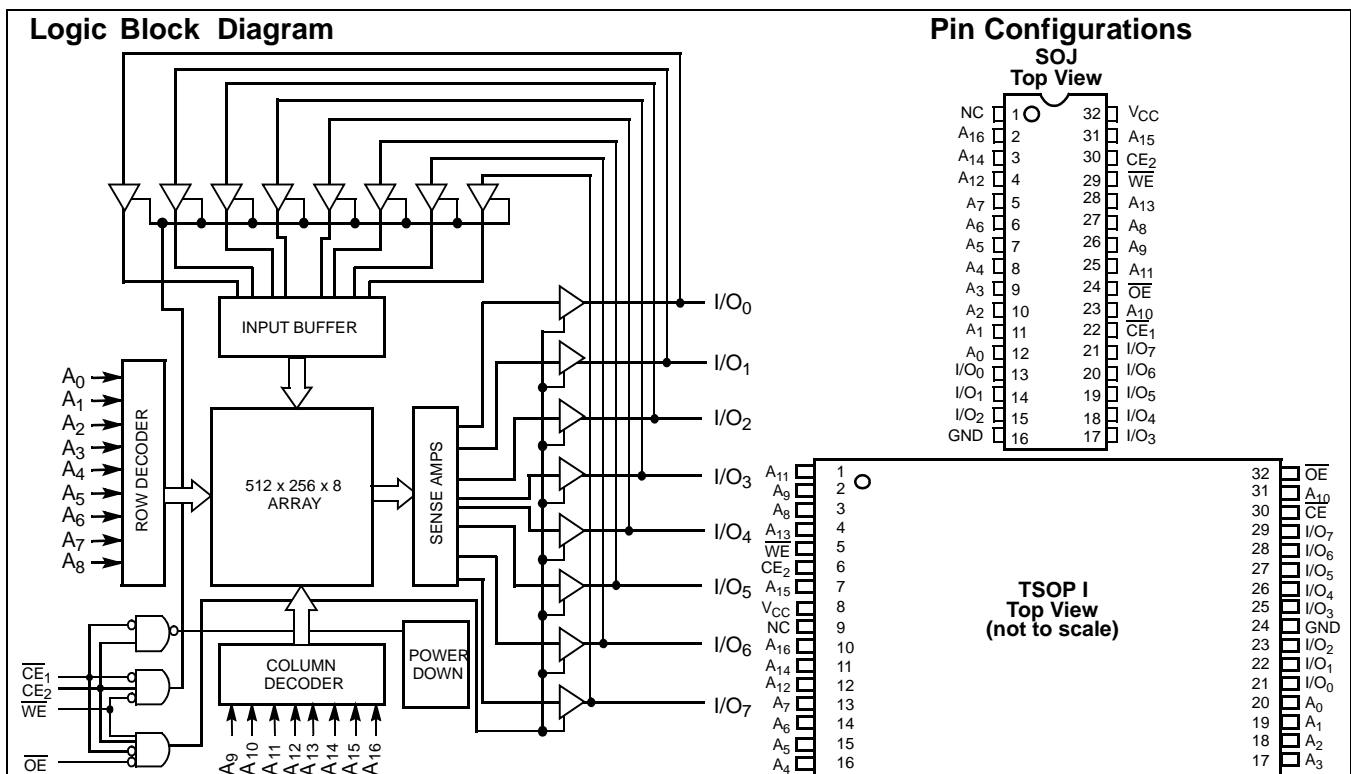 Logic Block Diagram
INPUT BUFFER
A0
A1
A2
A3
A4
A5
A6
A7
A8
ROW DECODER
512 x 256 x 8
ARRAY
SENSE AMPS
I/O0
I/O1
I/O2
I/O3
I/O4
I/O5
I/O6
I/O7
COLUMN
DECODER
POWER
DOWN
CE1
CE2
WE
OE
A9
A10
A11
A12
A13
A14
A15
A16
Pin Configurations
SOJ
Top View
NC 1 32 VCC
A16 2 31 A15
A14 3 30 CE2
A12 4 29 WE
A7 5 28 A13
A6 6 27 A8
A5 7 26 A9
A4 8 25 A11
A3 9 24 OE
A2 10 23 A10
A1 11 22 CE1
A0 12 21 I/O7
I/O0 13 20 I/O6
I/O1 14 19 I/O5
I/O2 15 18 I/O4
GND 16 17 I/O3
TSOP I
Top View
(not to scale)
A11 1 32 OE
A9 2 31 A10
A8 3 30 CE
A13 4 29 I/O7
WE 5 28 I/O6
CE2 6 27 I/O5
A15 7 26 I/O4
VCC 8 25 I/O3
NC 9 24 GND
A16 10 23 I/O2
A14 11 22 I/O1
A12 12 21 I/O0
A7 13 20 A0
A6 14 19 A1
A5 15 18 A2
A4 16 17 A3